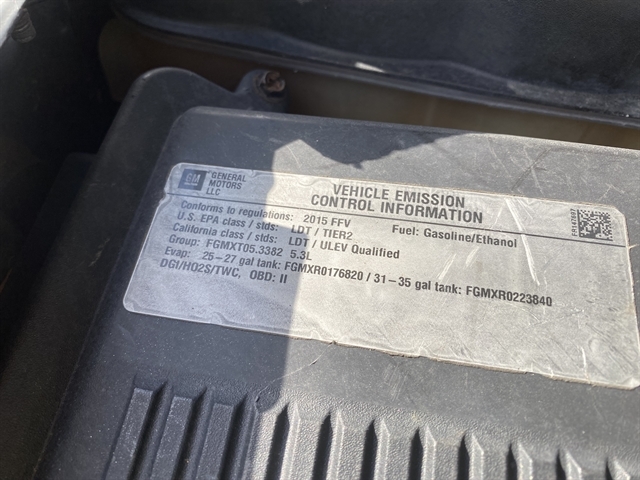 GM
GENERAL MOTORS LLC
VEHICLE EMISSION
CONTROL INFORMATION
Conforms to regulations: 2015 FFV Fuel: Gasoline/Ethanol
U.S. EPA class / stds: LDT / TIER2
California class / stds: LDT / ULEV Qualified
Group: FGMXT05.3382 5.3L
Evap: 25-27 gal tank: FGMXR0176820 / 31-35 gal tank: FGMXR0223840
DGI/HO2S/TWC, OBD: II